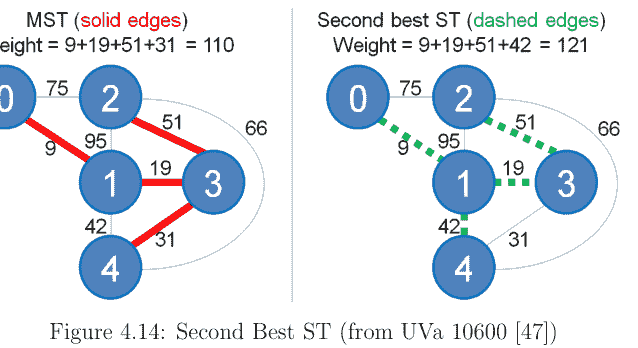 MST (solid edges)
eight = 9+19+51+31 = 110
0 75 2
51 66
9 95
19
1 3
42
31
4
Second best ST (dashed edges)
Weight = 9+19+51+42 = 121
0 75 2
51 66
9 95
19
1 3
42
31
4
Figure 4.14: Second Best ST (from UVa 10600 [47])